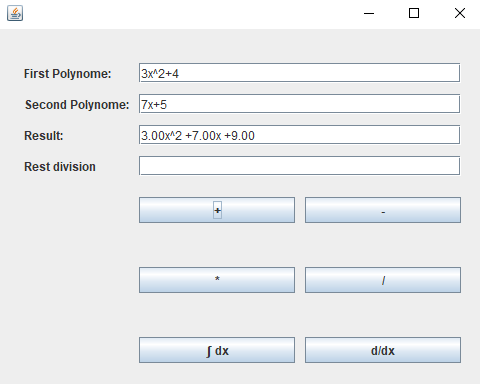 First Polynome: 3x^2+4
Second Polynome: 7x+5
Result: 3.00x^2 +7.00x +9.00
Rest division
+ -
* /
∫ dx d/dx